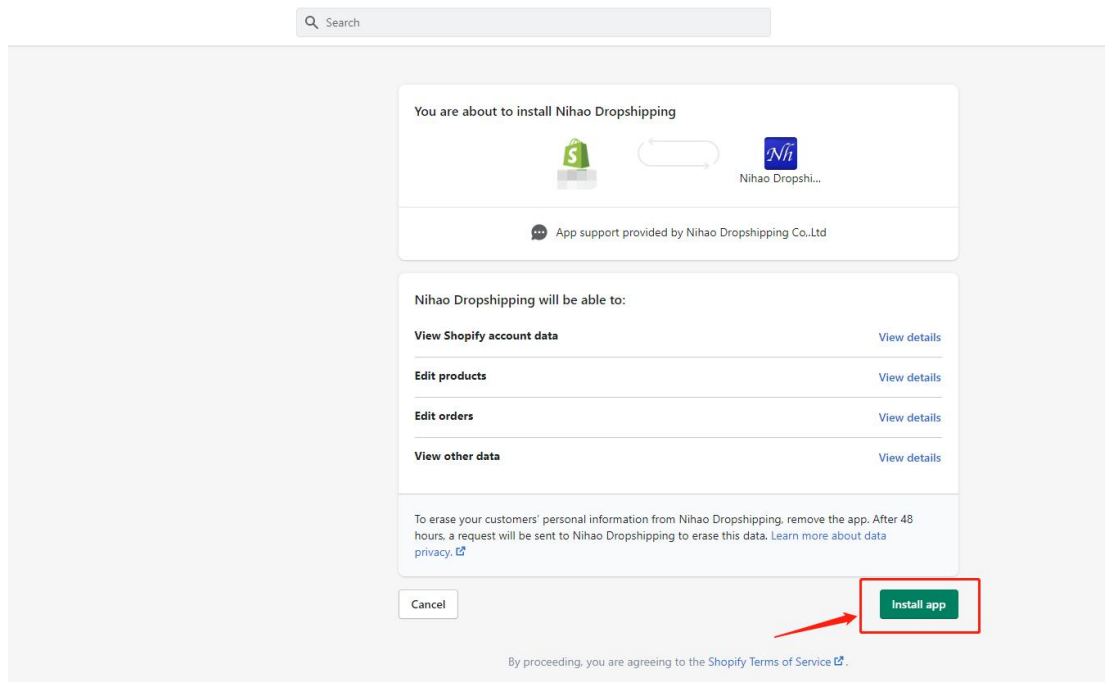 Search
You are about to install Nihao Dropshipping
S
Nh
Nihao Dropshi...
App support provided by Nihao Dropshipping Co,.Ltd
Nihao Dropshipping will be able to:
View Shopify account data View details
Edit products View details
Edit orders View details
View other data View details
To erase your customers' personal information from Nihao Dropshipping, remove the app. After 48
hours, a request will be sent to Nihao Dropshipping to erase this data. Learn more about data
privacy.
Cancel Install app
By proceeding, you are agreeing to the Shopify Terms of Service .